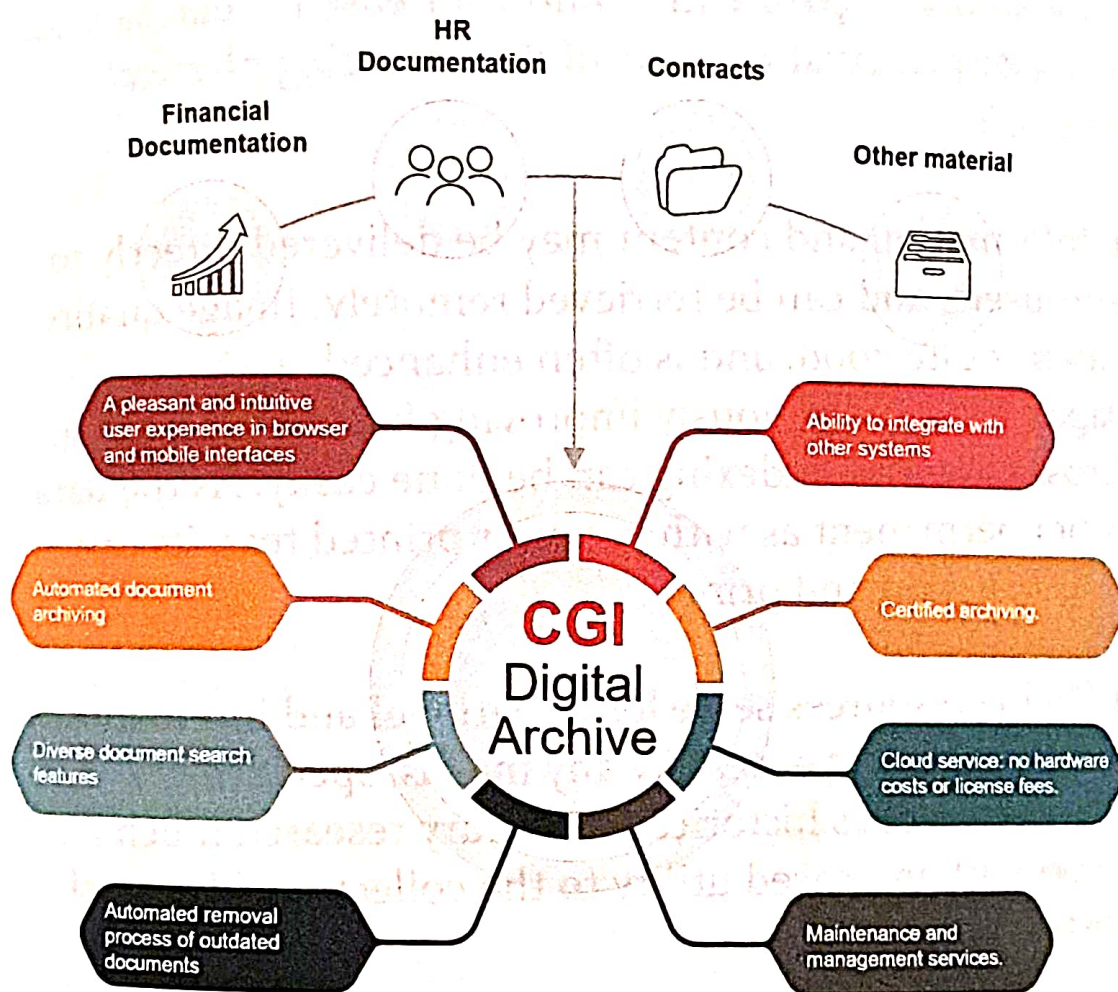 HR
Documentation
Contracts
Financial
Documentation
Other material
A pleasant and intuitive
user experience in browser
and mobile interfaces
Ability to integrate with
other systems
Automated document
archiving
Certified archiving.
CGI
Digital
Archive
Diverse document search
features
Cloud service: no hardware
costs or license fees.
Automated removal
process of outdated
documents
Maintenance and
management services.